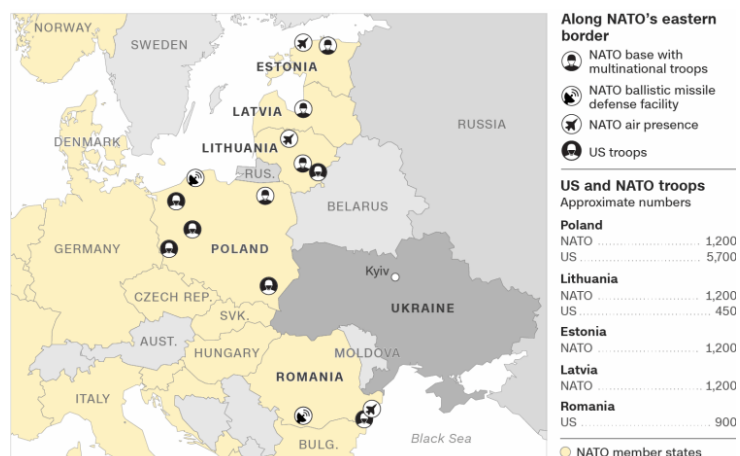 NORWAY
SWEDEN
ESTONIA
LATVIA
LITHUANIA
RUS.
RUSSIA
DENMARK
BELARUS
GERMANY
POLAND
Kyiv
UKRAINE
CZECH REP.
SVK.
AUST.
HUNGARY
MOLDOVA
ROMANIA
ITALY
BULG.
Black Sea
Along NATO’s eastern
border
NATO base with
multinational troops
NATO ballistic missile
defense facility
NATO air presence
US troops
US and NATO troops
Approximate numbers
Poland
NATO 1,200
US 5,700
Lithuania
NATO 1,200
US 450
Estonia
NATO 1,200
Latvia
NATO 1,200
Romania
US 900
NATO member states